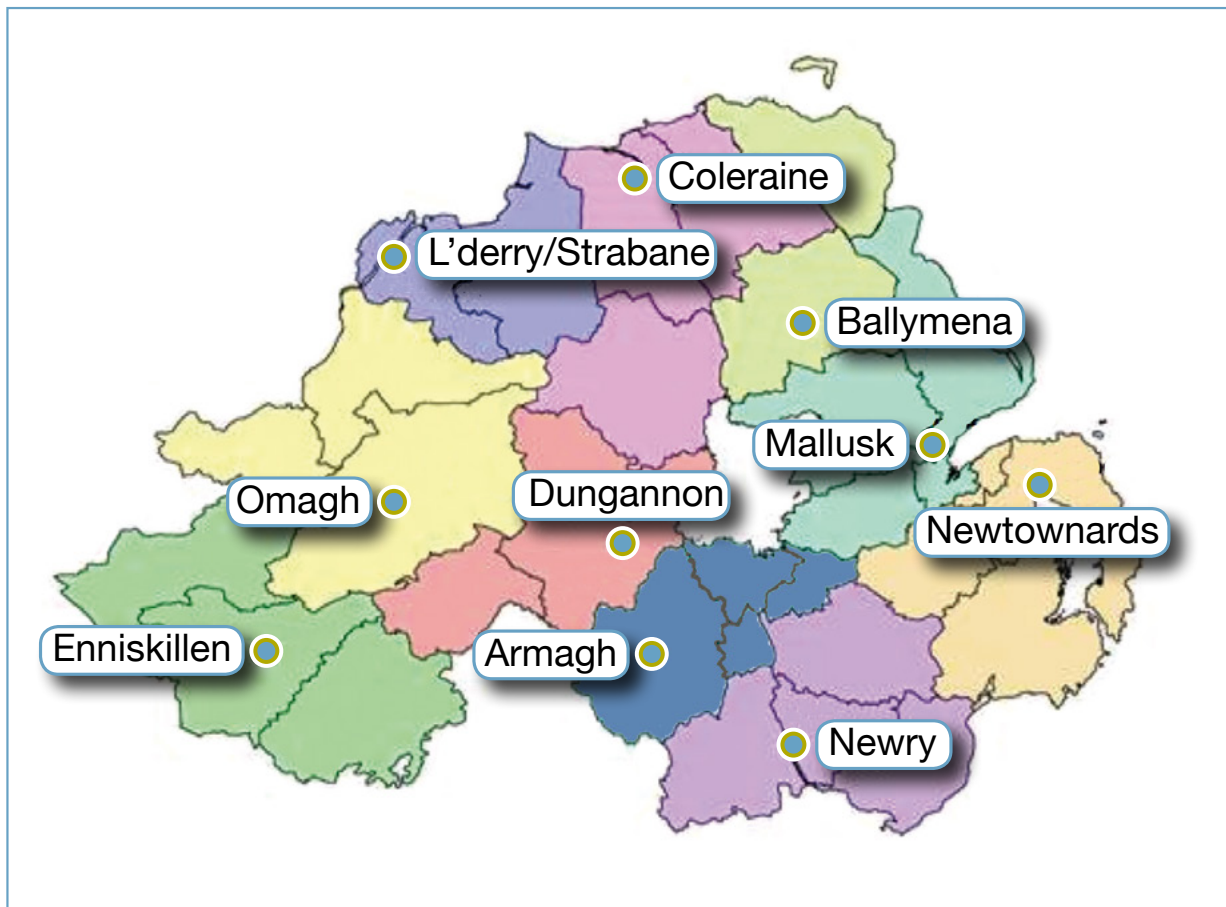 Coleraine
L'derry/Strabane
Ballymena
Mallusk
Dungannon
Omagh
Newtownards
Enniskillen
Armagh
Newry